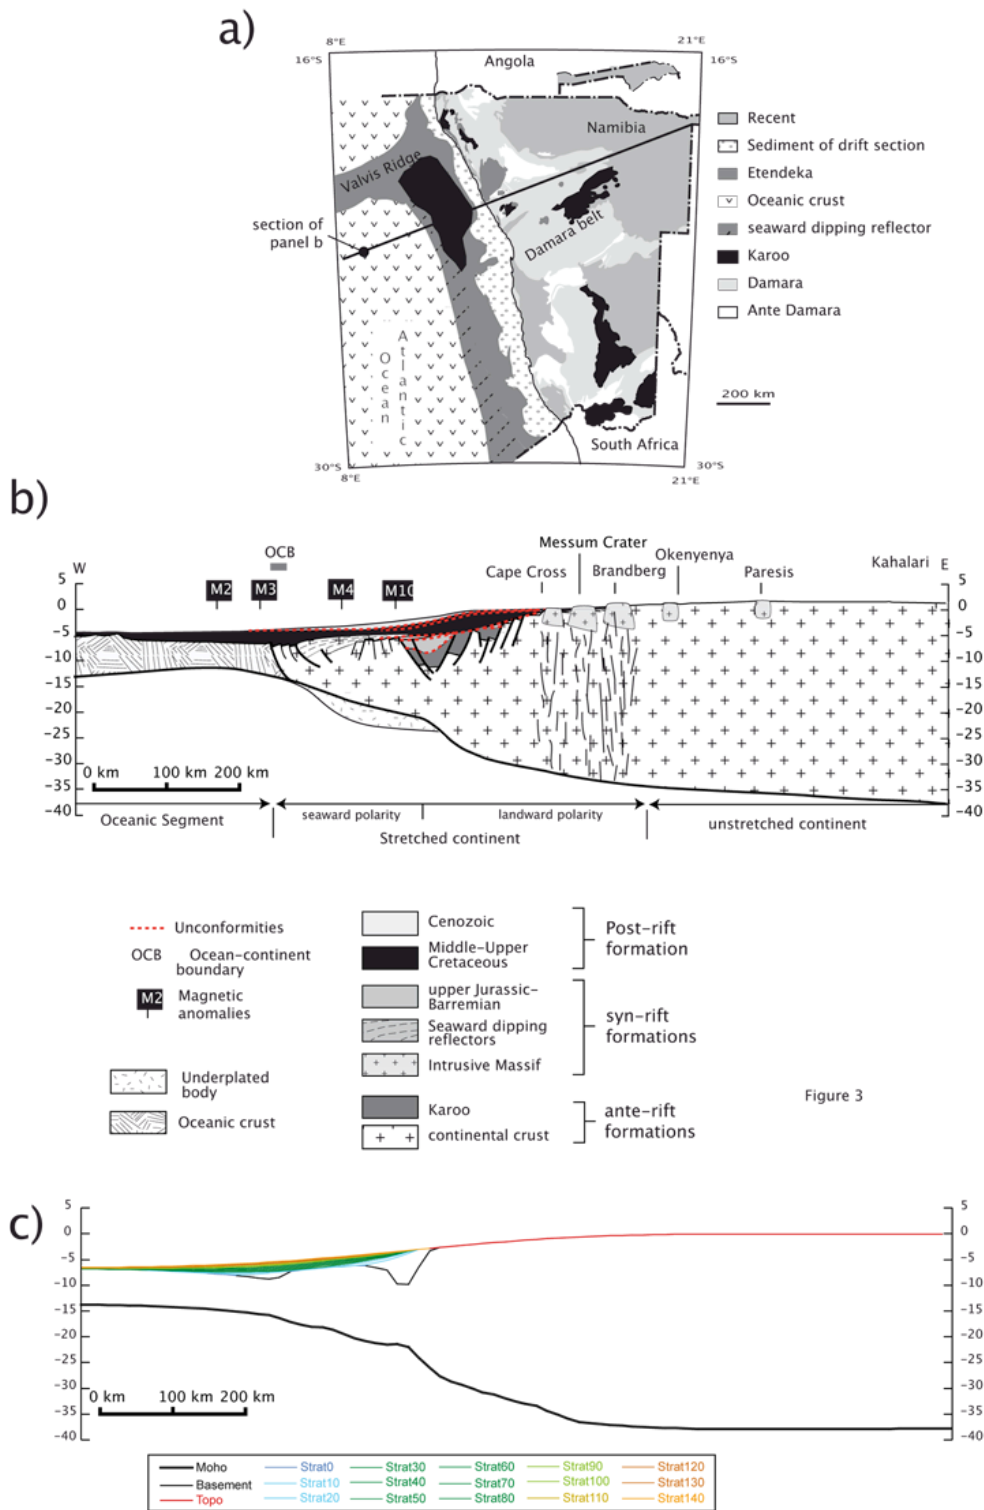 a)
8°E
21°E
16°S
16°S
Angola
Namibia
Valvis Ridge
section of
panel b
Damara belt
Atlantic
Ocean
South Africa
30°S
30°S
8°E
21°E
Recent
Sediment of drift section
Etendeka
Oceanic crust
seaward dipping reflector
Karoo
Damara
Ante Damara
200 km
b)
W
OCB
Messum Crater
Cape Cross
Brandberg
Okenyenya
Paresis
Kahalari
E
M2
M3
M4
M10
5
0
-5
-10
-15
-20
-25
-30
-35
-40
5
0
-5
-10
-15
-20
-25
-30
-35
-40
0 km 100 km 200 km
Oceanic Segment
seaward polarity
landward polarity
Stretched continent
unstretched continent
Unconformities
OCB Ocean-continent
boundary
M2 Magnetic
anomalies
Underplated
body
Oceanic crust
Cenozoic
Middle-Upper
Cretaceous
Post-rift
formation
upper Jurassic-
Barremian
Seaward dipping
reflectors
Intrusive Massif
syn-rift
formations
Karoo
continental crust
ante-rift
formations
Figure 3
c)
5
0
-5
-10
-15
-20
-25
-30
-35
-40
5
0
-5
-10
-15
-20
-25
-30
-35
-40
0 km 100 km 200 km
Moho Strat0 Strat30 Strat60 Strat90 Strat120
Basement Strat10 Strat40 Strat70 Strat100 Strat130
Topo Strat20 Strat50 Strat80 Strat110 Strat140